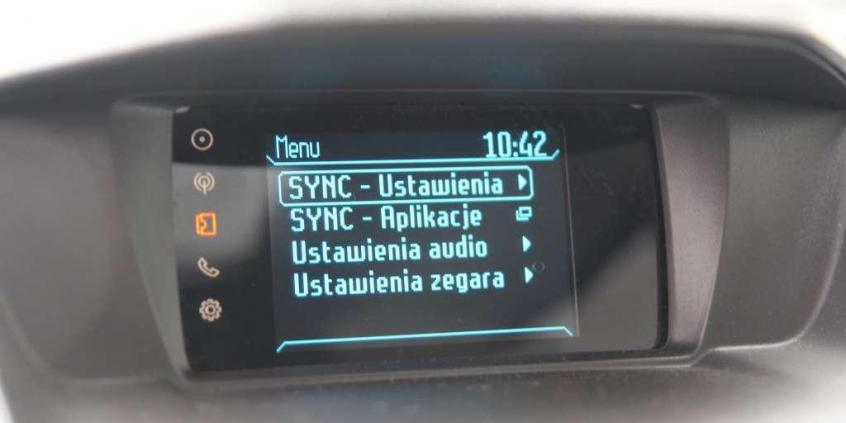 Menu 10:42
SYNC - Ustawienia
SYNC - Aplikacje
Ustawienia audio
Ustawienia zegara